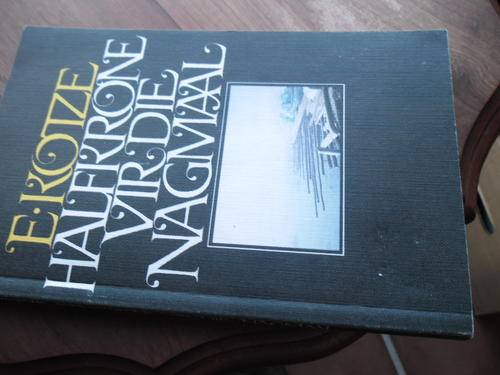 E·KOTZE
HALFKRONE
VIR DIE
NAGMAAL